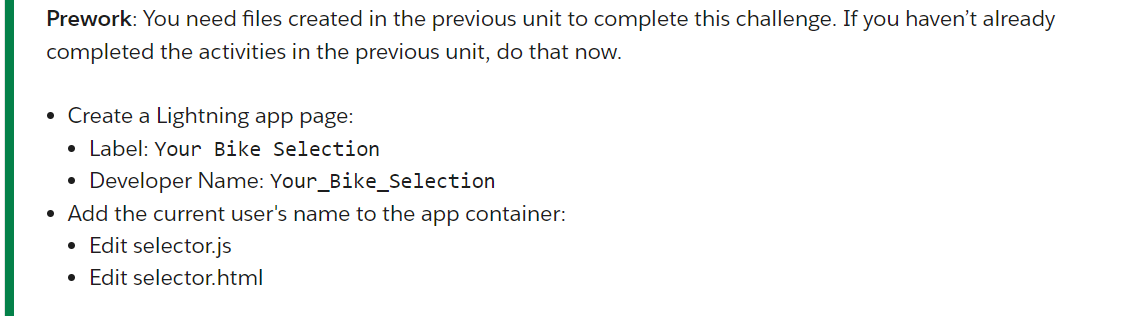 Prework: You need files created in the previous unit to complete this challenge. If you haven’t already
completed the activities in the previous unit, do that now.
• Create a Lightning app page:
• Label: Your Bike Selection
• Developer Name: Your_Bike_Selection
• Add the current user's name to the app container:
• Edit selector.js
• Edit selector.html